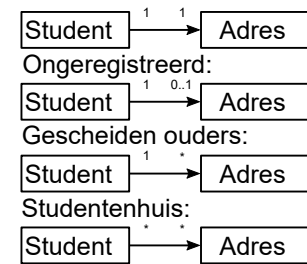 1 1
Student Adres
Ongeregistreerd:
1 0..1
Student Adres
Gescheiden ouders:
1 *
Student Adres
Studentenhuis:
* *
Student Adres